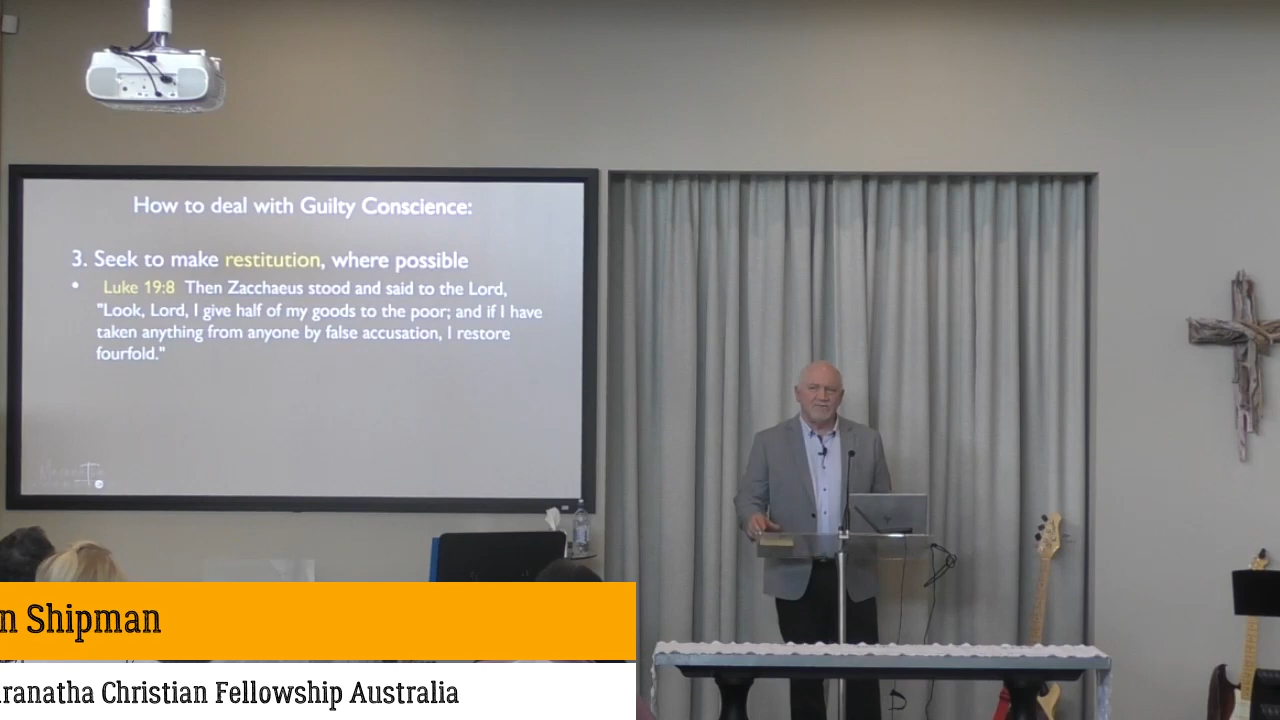 How to deal with Guilty Conscience:
3. Seek to make restitution, where possible
• Luke 19:8 Then Zacchaeus stood and said to the Lord,
"Look, Lord, I give half of my goods to the poor; and if I have
taken anything from anyone by false accusation, I restore
fourfold."
n Shipman
ranatha Christian Fellowship Australia